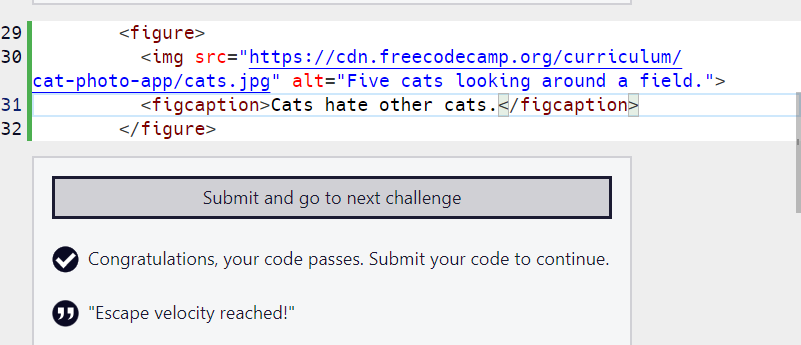 29 <figure>
30 <img src="https://cdn.freecodecamp.org/curriculum/
cat-photo-app/cats.jpg" alt="Five cats looking around a field.">
31 <figcaption>Cats hate other cats.</figcaption>
32 </figure>
Submit and go to next challenge
Congratulations, your code passes. Submit your code to continue.
"Escape velocity reached!"